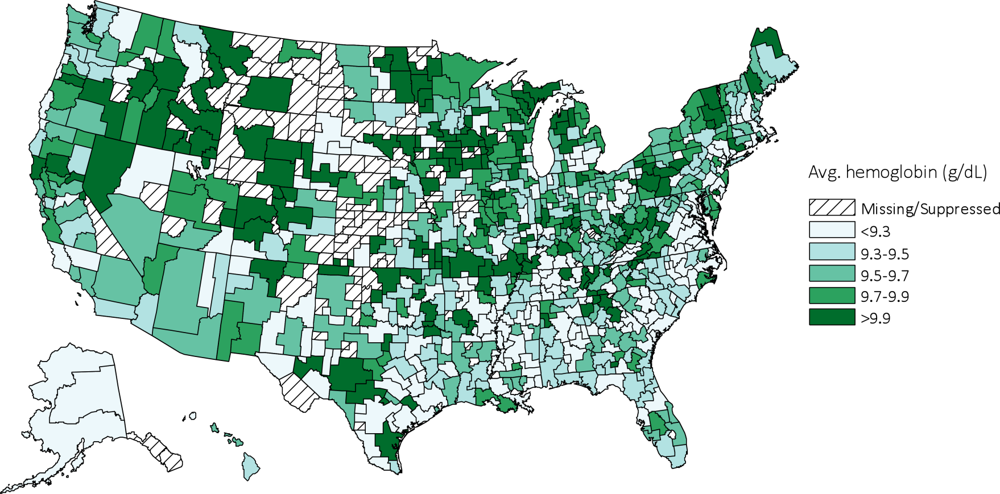 Avg. hemoglobin (g/dL)
Missing/Suppressed
<9.3
9.3-9.5
9.5-9.7
9.7-9.9
>9.9